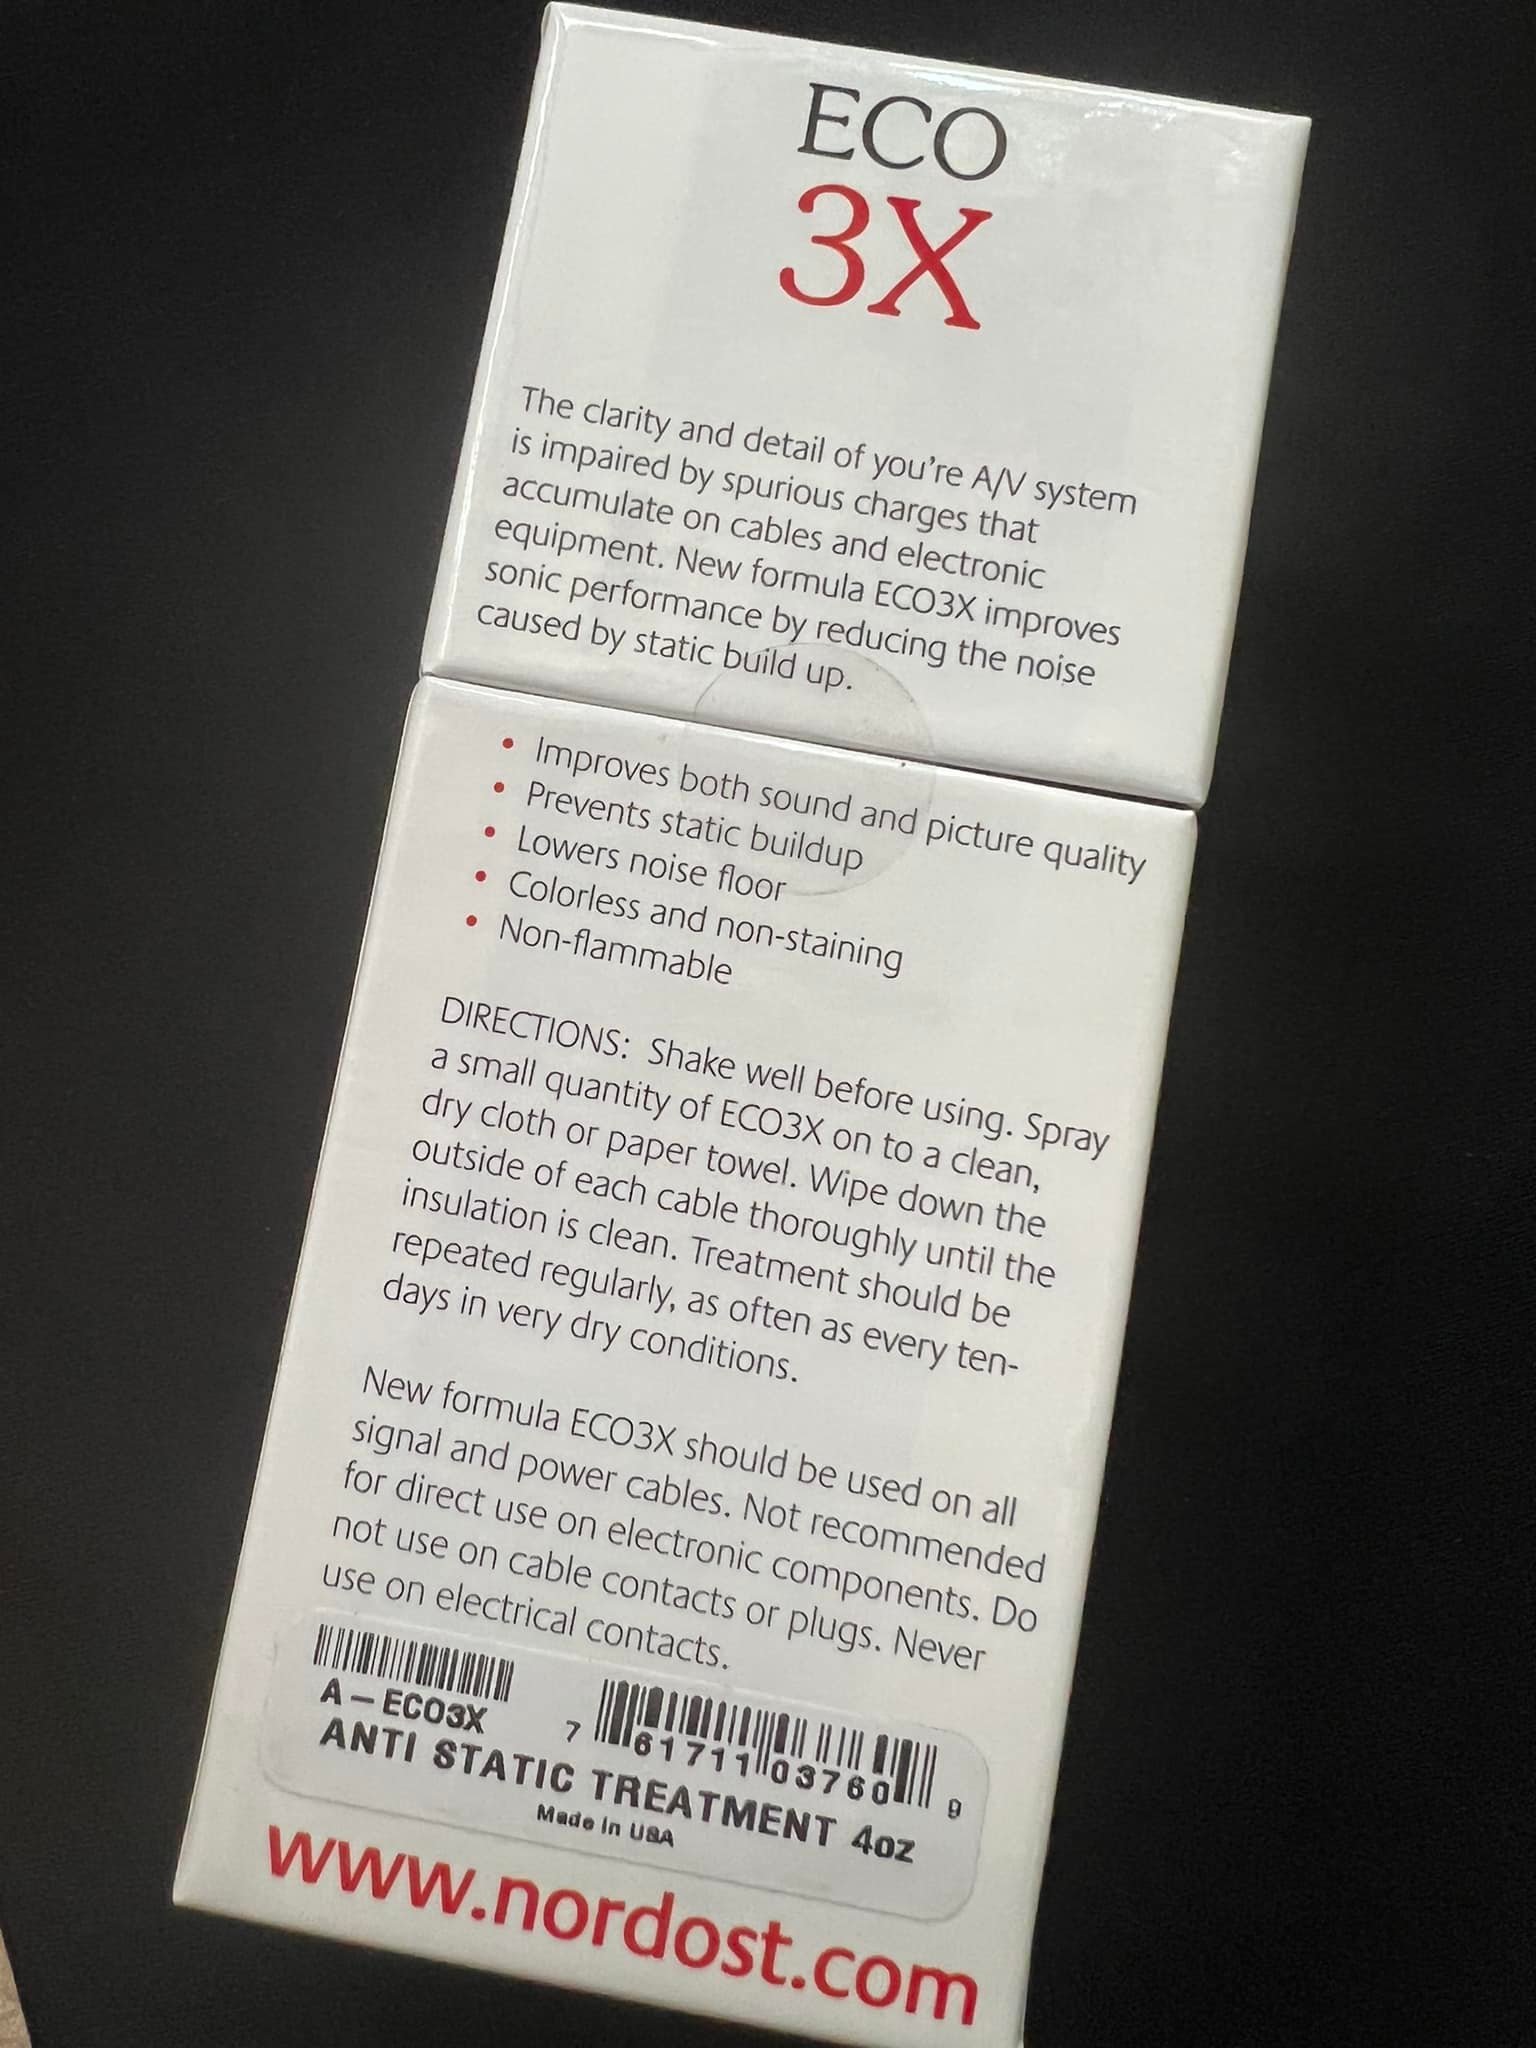 ECO
3X
The clarity and detail of you're A/V system
is impaired by spurious charges that
accumulate on cables and electronic
equipment. New formula ECO3X improves
sonic performance by reducing the noise
caused by static build up.
• Improves both sound and picture quality
• Prevents static buildup
• Lowers noise floor
• Colorless and non-staining
• Non-flammable
DIRECTIONS: Shake well before using. Spray
a small quantity of ECO3X on to a clean,
dry cloth or paper towel. Wipe down the
outside of each cable thoroughly until the
insulation is clean. Treatment should be
repeated regularly, as often as every ten-
days in very dry conditions.
New formula ECO3X should be used on all
signal and power cables. Not recommended
for direct use on electronic components. Do
not use on cable contacts or plugs. Never
use on electrical contacts.
A-ECO3X
7 61711 03760 9
ANTI STATIC TREATMENT 4oz
Made In USA
www.nordost.com